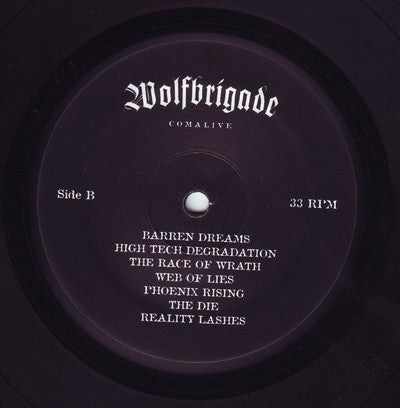 Wolfbrigade
COMALIVE
Side B
33 RPM
BARREN DREAMS
HIGH TECH DEGRADATION
THE RACE OF WRATH
WEB OF LIES
PHOENIX RISING
THE DIE
REALITY LASHES